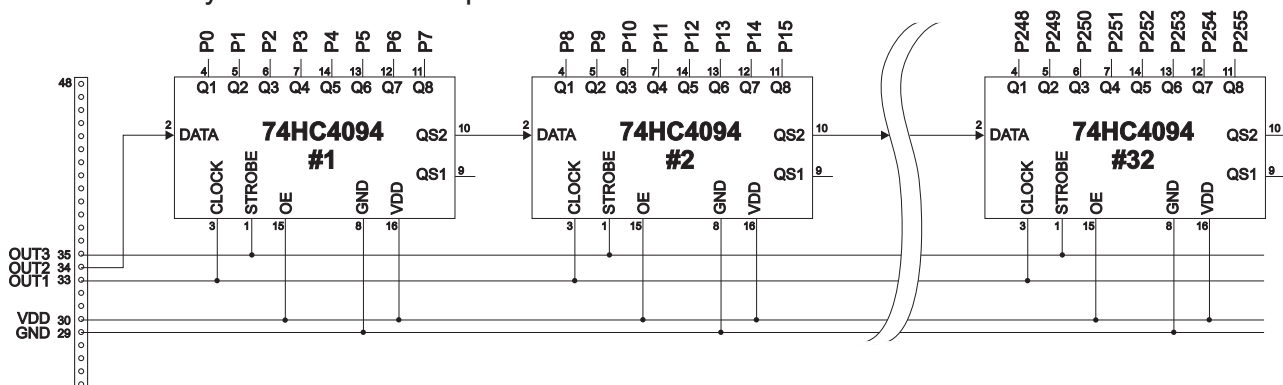 P0 P1 P2 P3 P4 P5 P6 P7
P8 P9 P10 P11 P12 P13 P14 P15
P248 P249 P250 P251 P252 P253 P254 P255
4 5 6 7 14 13 12 11
4 5 6 7 14 13 12 11
4 5 6 7 14 13 12 11
48
Q1 Q2 Q3 Q4 Q5 Q6 Q7 Q8
Q1 Q2 Q3 Q4 Q5 Q6 Q7 Q8
Q1 Q2 Q3 Q4 Q5 Q6 Q7 Q8
2 DATA 74HC4094 QS2 10
#1
QS1 9
CLOCK STROBE OE GND VDD
3 1 15 8 16
2 DATA 74HC4094 QS2 10
#2
QS1 9
CLOCK STROBE OE GND VDD
3 1 15 8 16
2 DATA 74HC4094 QS2 10
#32
QS1 9
CLOCK STROBE OE GND VDD
3 1 15 8 16
OUT3 35
OUT2 34
OUT1 33
VDD 30
GND 29